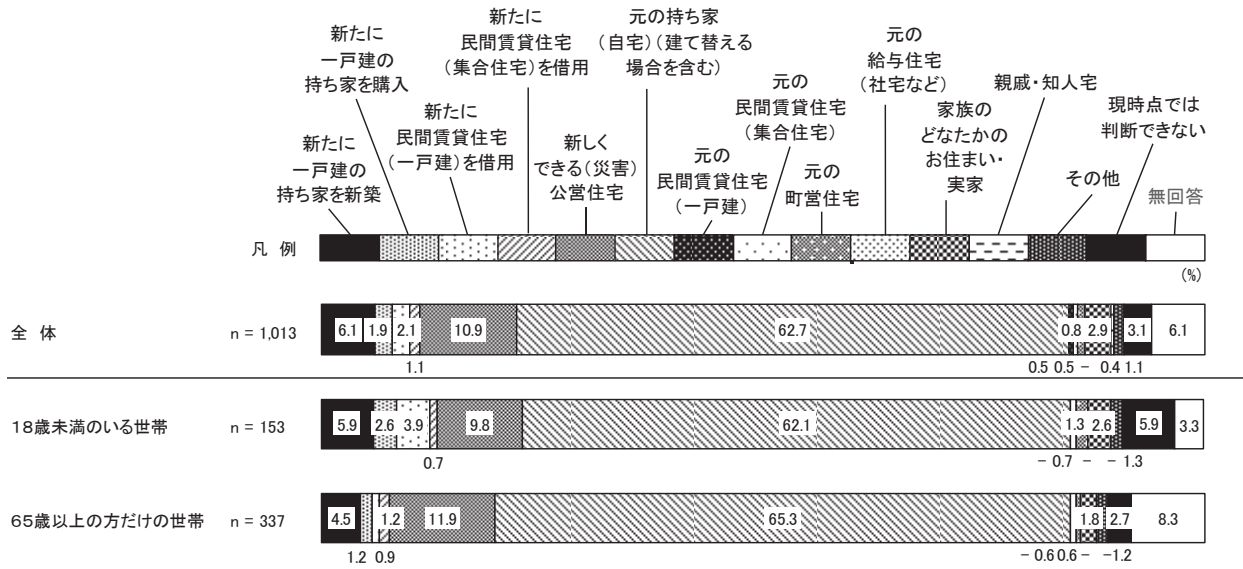 新たに
一戸建の
持ち家を新築
新たに
一戸建の
持ち家を購入
新たに
民間賃貸住宅
(一戸建)を借用
新たに
民間賃貸住宅
(集合住宅)を借用
新しく
できる(災害)
公営住宅
元の持ち家
(自宅)(建て替える
場合を含む)
元の
民間賃貸住宅
(一戸建)
元の
民間賃貸住宅
(集合住宅)
元の
町営住宅
元の
給与住宅
(社宅など)
家族の
どなたかの
お住まい・
実家
親戚・知人宅
その他
現時点では
判断できない
無回答
凡 例
(%)
全 体 n = 1,013 6.1 1.9 2.1 10.9 62.7 0.8 2.9 3.1 6.1
1.1 0.5 0.5 - 0.4 1.1
18歳未満のいる世帯 n = 153 5.9 2.6 3.9 9.8 62.1 1.3 2.6 5.9 3.3
0.7 - 0.7 - - 1.3
65歳以上の方だけの世帯 n = 337 4.5 1.2 11.9 65.3 1.8 2.7 8.3
1.2 0.9 - 0.6 0.6 - -1.2